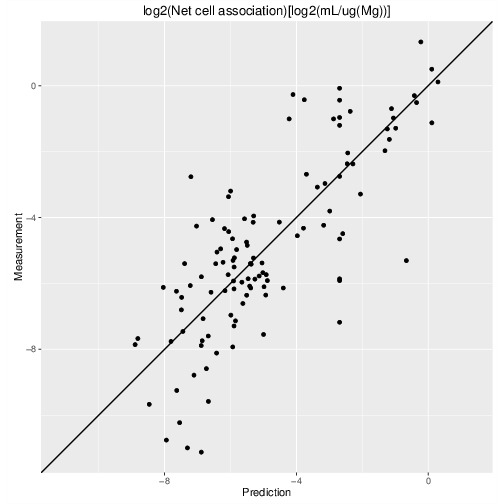 log2(Net cell association)[log2(mL/ug(Mg))]
Measurement
0
−4
−8
−8
−4
0
Prediction